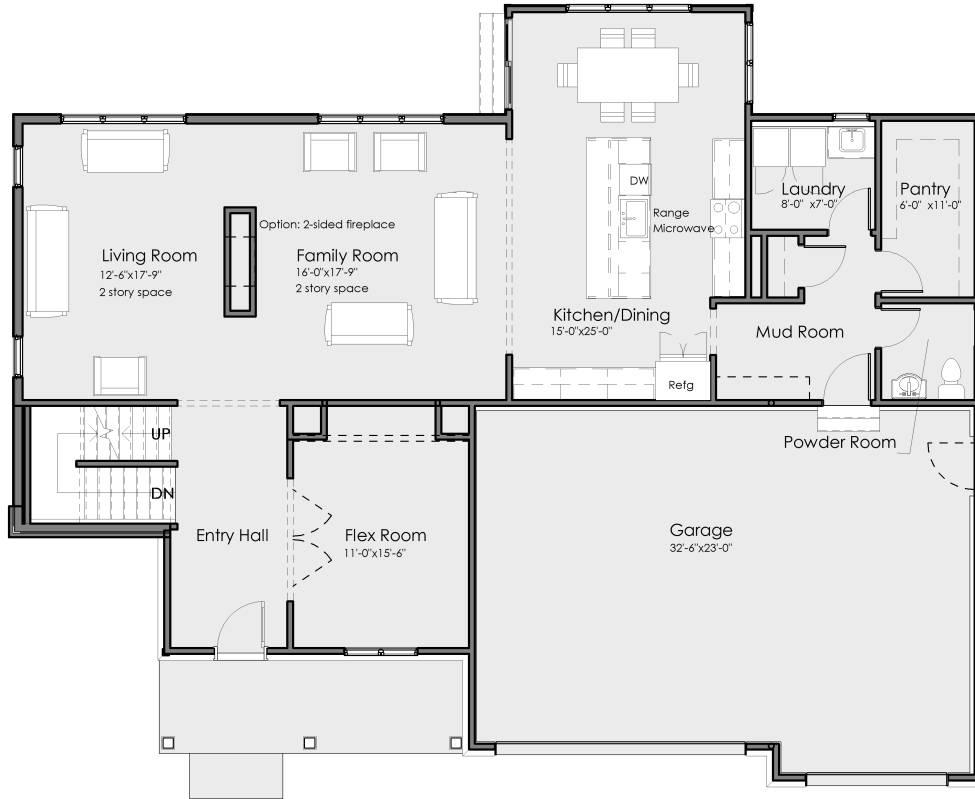 DW
Laundry
8'-0" x7'-0"
Pantry
6'-0" x11'-0"
Option: 2-sided fireplace
Range
Microwave
Living Room
12'-6"x17'-9"
2 story space
Family Room
16'-0"x17'-9"
2 story space
Kitchen/Dining
15'-0"x25'-0"
Mud Room
Refg
UP
DN
Powder Room
Entry Hall
Flex Room
11'-0"x15'-6"
Garage
32'-6"x23'-0"